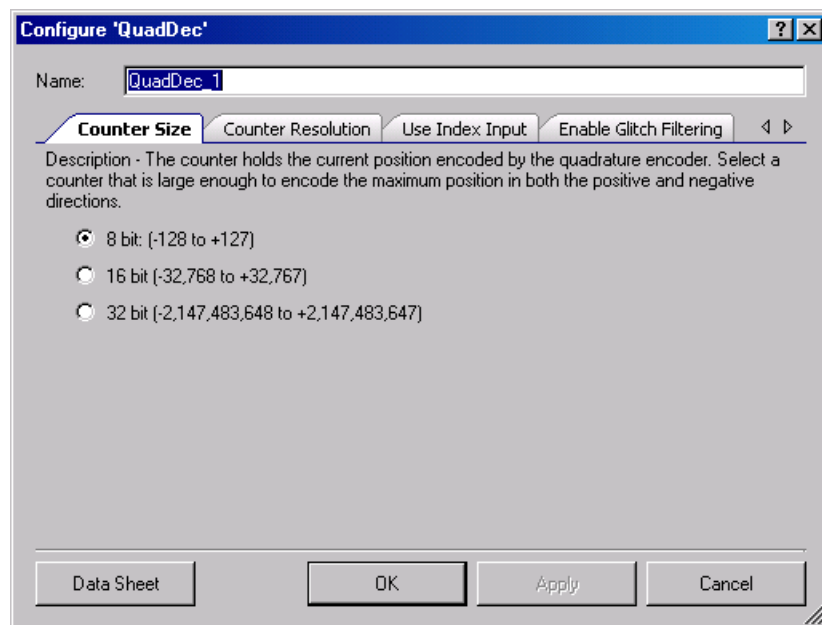 Configure 'QuadDec'
Name: QuadDec_1
Counter Size Counter Resolution Use Index Input Enable Glitch Filtering
Description - The counter holds the current position encoded by the quadrature encoder. Select a
counter that is large enough to encode the maximum position in both the positive and negative
directions.
8 bit: (-128 to +127)
16 bit (-32,768 to +32,767)
32 bit (-2,147,483,648 to +2,147,483,647)
Data Sheet OK Apply Cancel